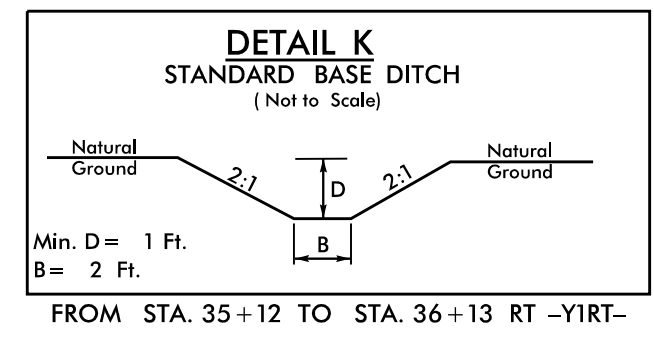 DETAIL K
STANDARD BASE DITCH
( Not to Scale)
Natural
Ground
2:1
D
2:1
Natural
Ground
Min. D = 1 Ft.
B = 2 Ft.
B
FROM STA. 35+12 TO STA. 36+13 RT -Y1RT-